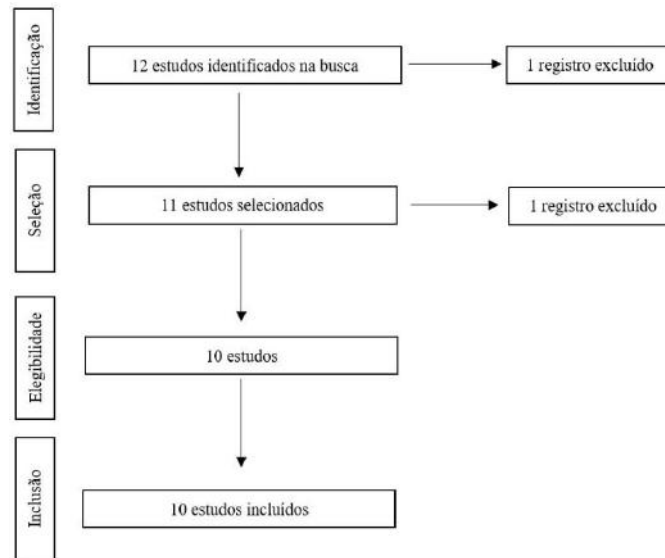 Identificação
12 estudos identificados na busca
1 registro excluído
Seleção
11 estudos selecionados
1 registro excluído
Elegibilidade
10 estudos
Inclusão
10 estudos incluídos